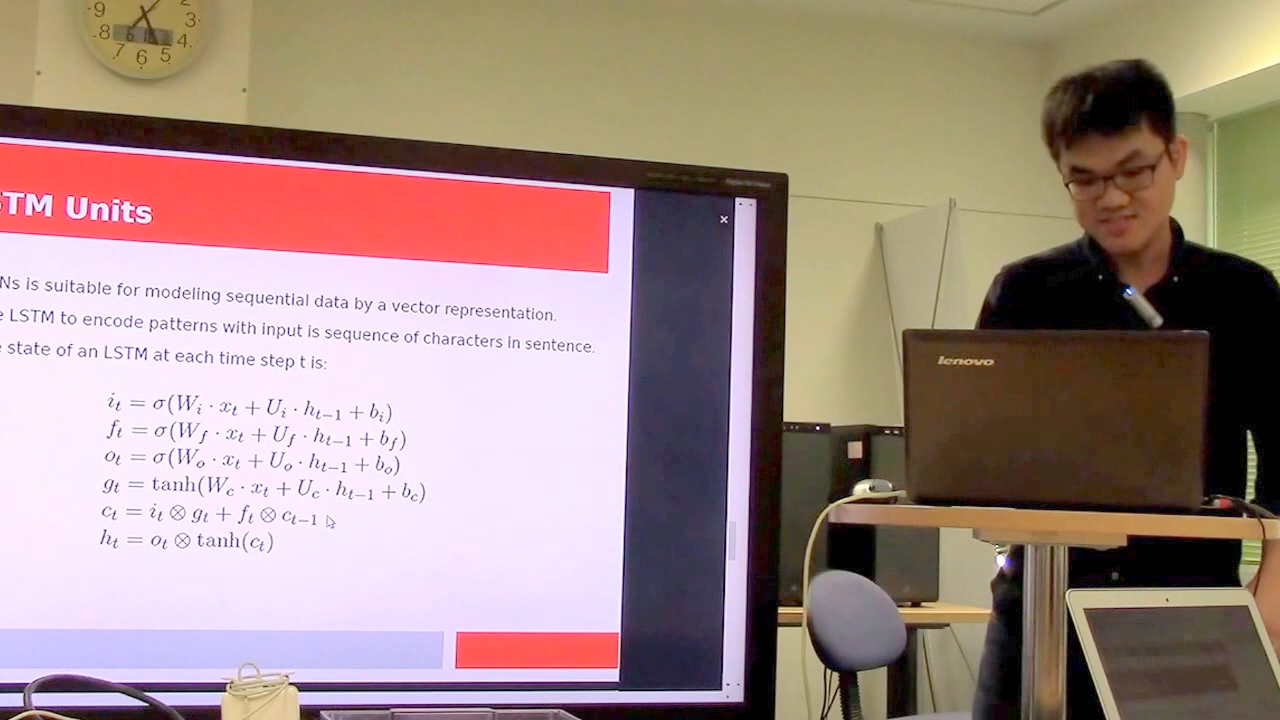 2
9
3
8
4
7
6
5
STM Units
Ns is suitable for modeling sequential data by a vector representation.
LSTM to encode patterns with input is sequence of characters in sentence.
state of an LSTM at each time step t is:
i_t = σ(W_i · x_t + U_i · h_{t−1} + b_i)
f_t = σ(W_f · x_t + U_f · h_{t−1} + b_f)
o_t = σ(W_o · x_t + U_o · h_{t−1} + b_o)
g_t = tanh(W_c · x_t + U_c · h_{t−1} + b_c)
c_t = i_t ⊗ g_t + f_t ⊗ c_{t−1}
h_t = o_t ⊗ tanh(c_t)
lenovo